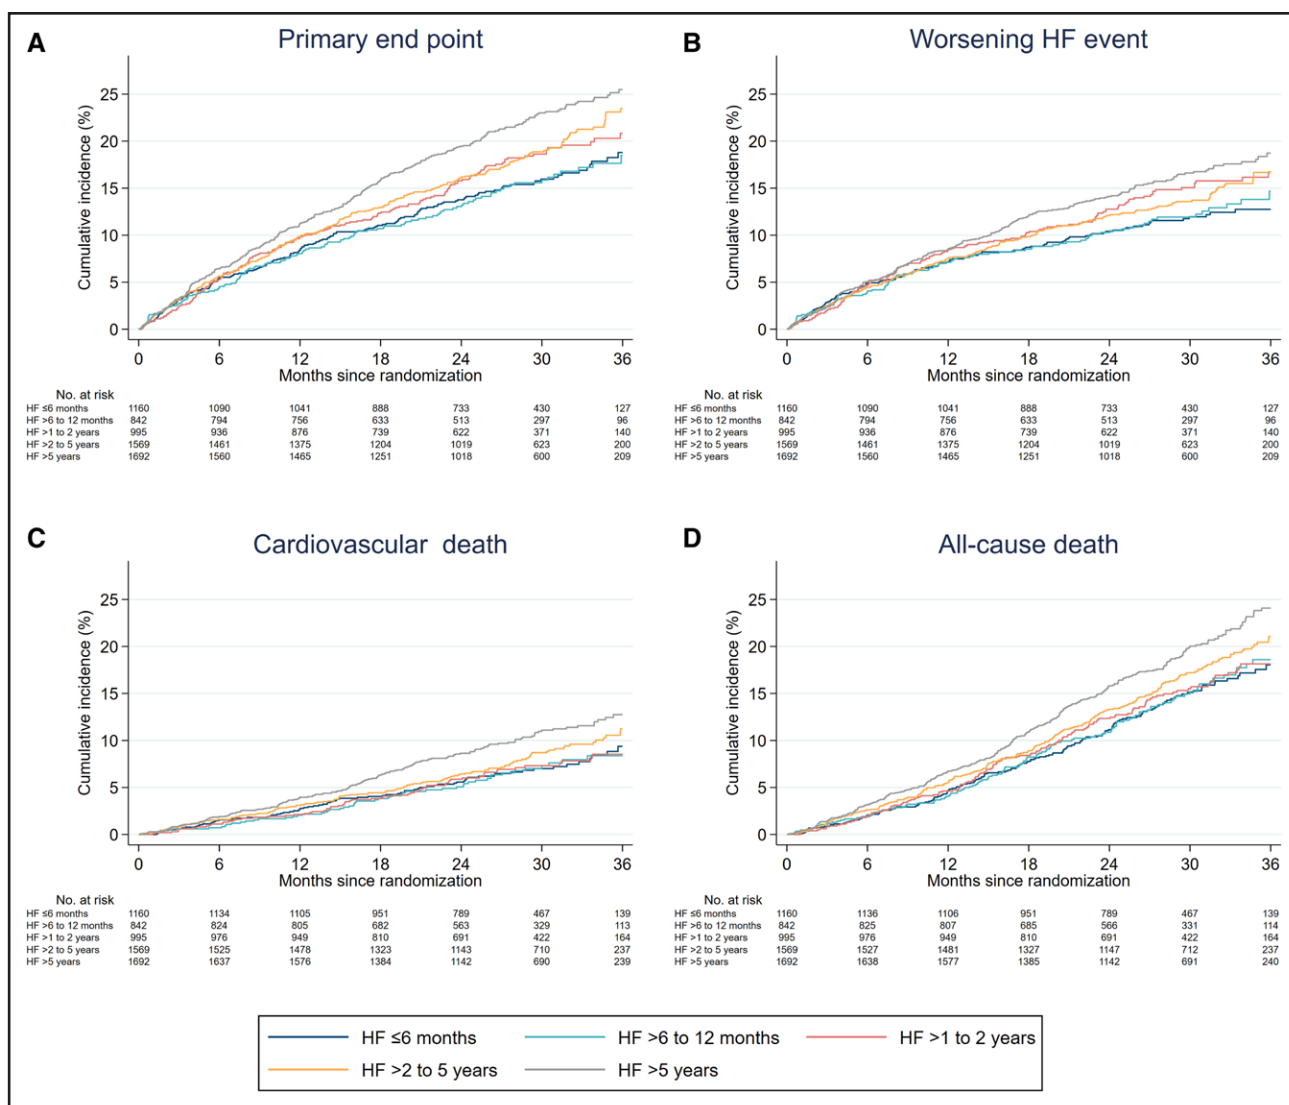 A Primary end point
Cumulative incidence (%)
25
20
15
10
5
0
0 6 12 18 24 30 36
Months since randomization
No. at risk
HF ≤6 months 1160 1090 1041 888 733 430 127
HF >6 to 12 months 842 794 756 633 513 297 96
HF >1 to 2 years 995 936 876 739 622 371 140
HF >2 to 5 years 1569 1461 1375 1204 1019 623 200
HF >5 years 1692 1560 1465 1251 1018 600 209
B Worsening HF event
Cumulative incidence (%)
25
20
15
10
5
0
0 6 12 18 24 30 36
Months since randomization
No. at risk
HF ≤6 months 1160 1090 1041 888 733 430 127
HF >6 to 12 months 842 794 756 633 513 297 96
HF >1 to 2 years 995 936 876 739 622 371 140
HF >2 to 5 years 1569 1461 1375 1204 1019 623 200
HF >5 years 1692 1560 1465 1251 1018 600 209
C Cardiovascular death
Cumulative incidence (%)
25
20
15
10
5
0
0 6 12 18 24 30 36
Months since randomization
No. at risk
HF ≤6 months 1160 1134 1105 951 789 467 139
HF >6 to 12 months 842 824 805 682 563 329 113
HF >1 to 2 years 995 976 949 810 691 422 164
HF >2 to 5 years 1569 1525 1478 1323 1143 710 237
HF >5 years 1692 1637 1576 1384 1142 690 239
D All-cause death
Cumulative incidence (%)
25
20
15
10
5
0
0 6 12 18 24 30 36
Months since randomization
No. at risk
HF ≤6 months 1160 1136 1106 951 789 467 139
HF >6 to 12 months 842 825 807 685 566 331 114
HF >1 to 2 years 995 976 949 810 691 422 164
HF >2 to 5 years 1569 1527 1481 1327 1147 712 237
HF >5 years 1692 1638 1577 1385 1142 691 240
HF ≤6 months HF >6 to 12 months HF >1 to 2 years
HF >2 to 5 years HF >5 years